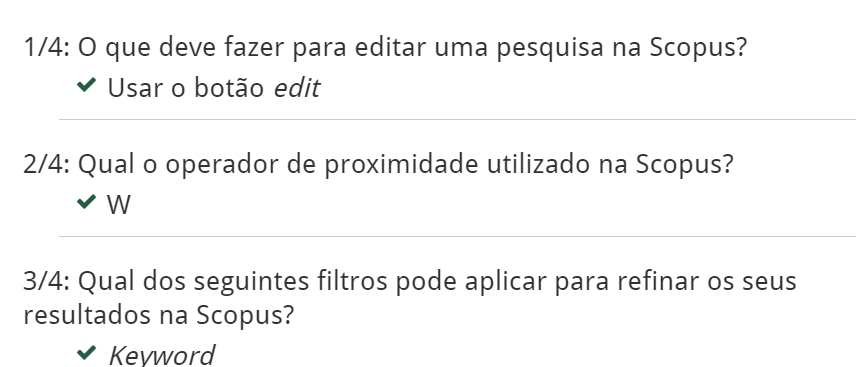 1/4: O que deve fazer para editar uma pesquisa na Scopus?
Usar o botão edit
2/4: Qual o operador de proximidade utilizado na Scopus?
W
3/4: Qual dos seguintes filtros pode aplicar para refinar os seus
resultados na Scopus?
Keyword